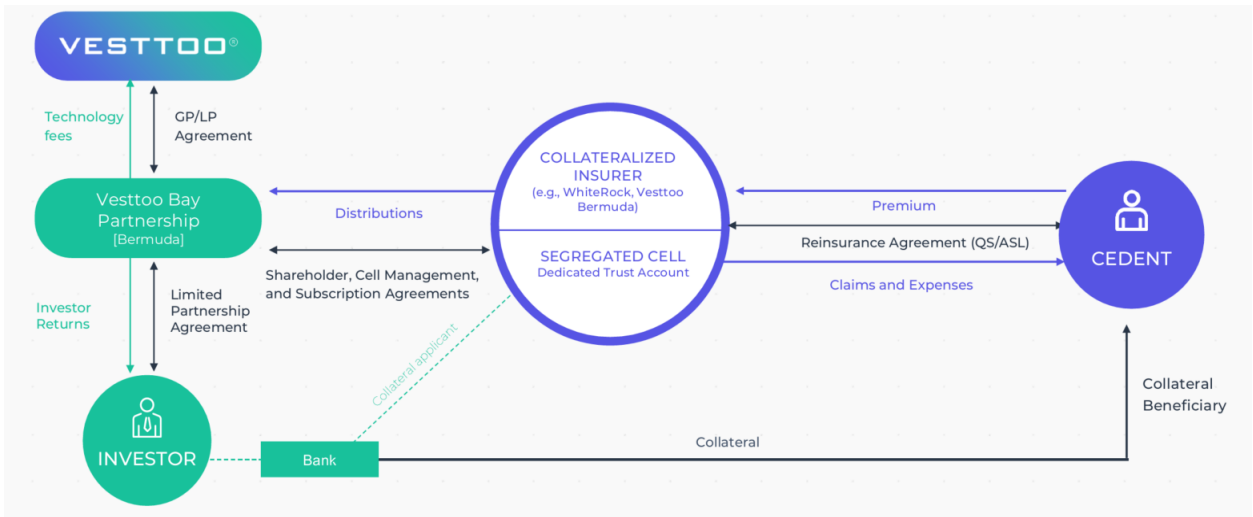 VESTTOO®
Technology
fees
GP/LP
Agreement
Vesttoo Bay
Partnership
[Bermuda]
Distributions
Shareholder, Cell Management,
and Subscription Agreements
Investor
Returns
Limited
Partnership
Agreement
COLLATERALIZED
INSURER
(e.g., WhiteRock, Vesttoo
Bermuda)
SEGREGATED CELL
Dedicated Trust Account
Premium
Reinsurance Agreement (QS/ASL)
Claims and Expenses
CEDENT
Collateral applicant
INVESTOR
Bank
Collateral
Collateral
Beneficiary